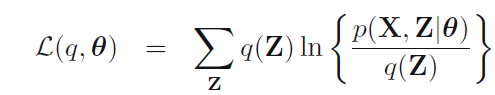 ℒ(q, θ) = ∑_Z q(Z) ln { p(X, Z|θ) / q(Z) }